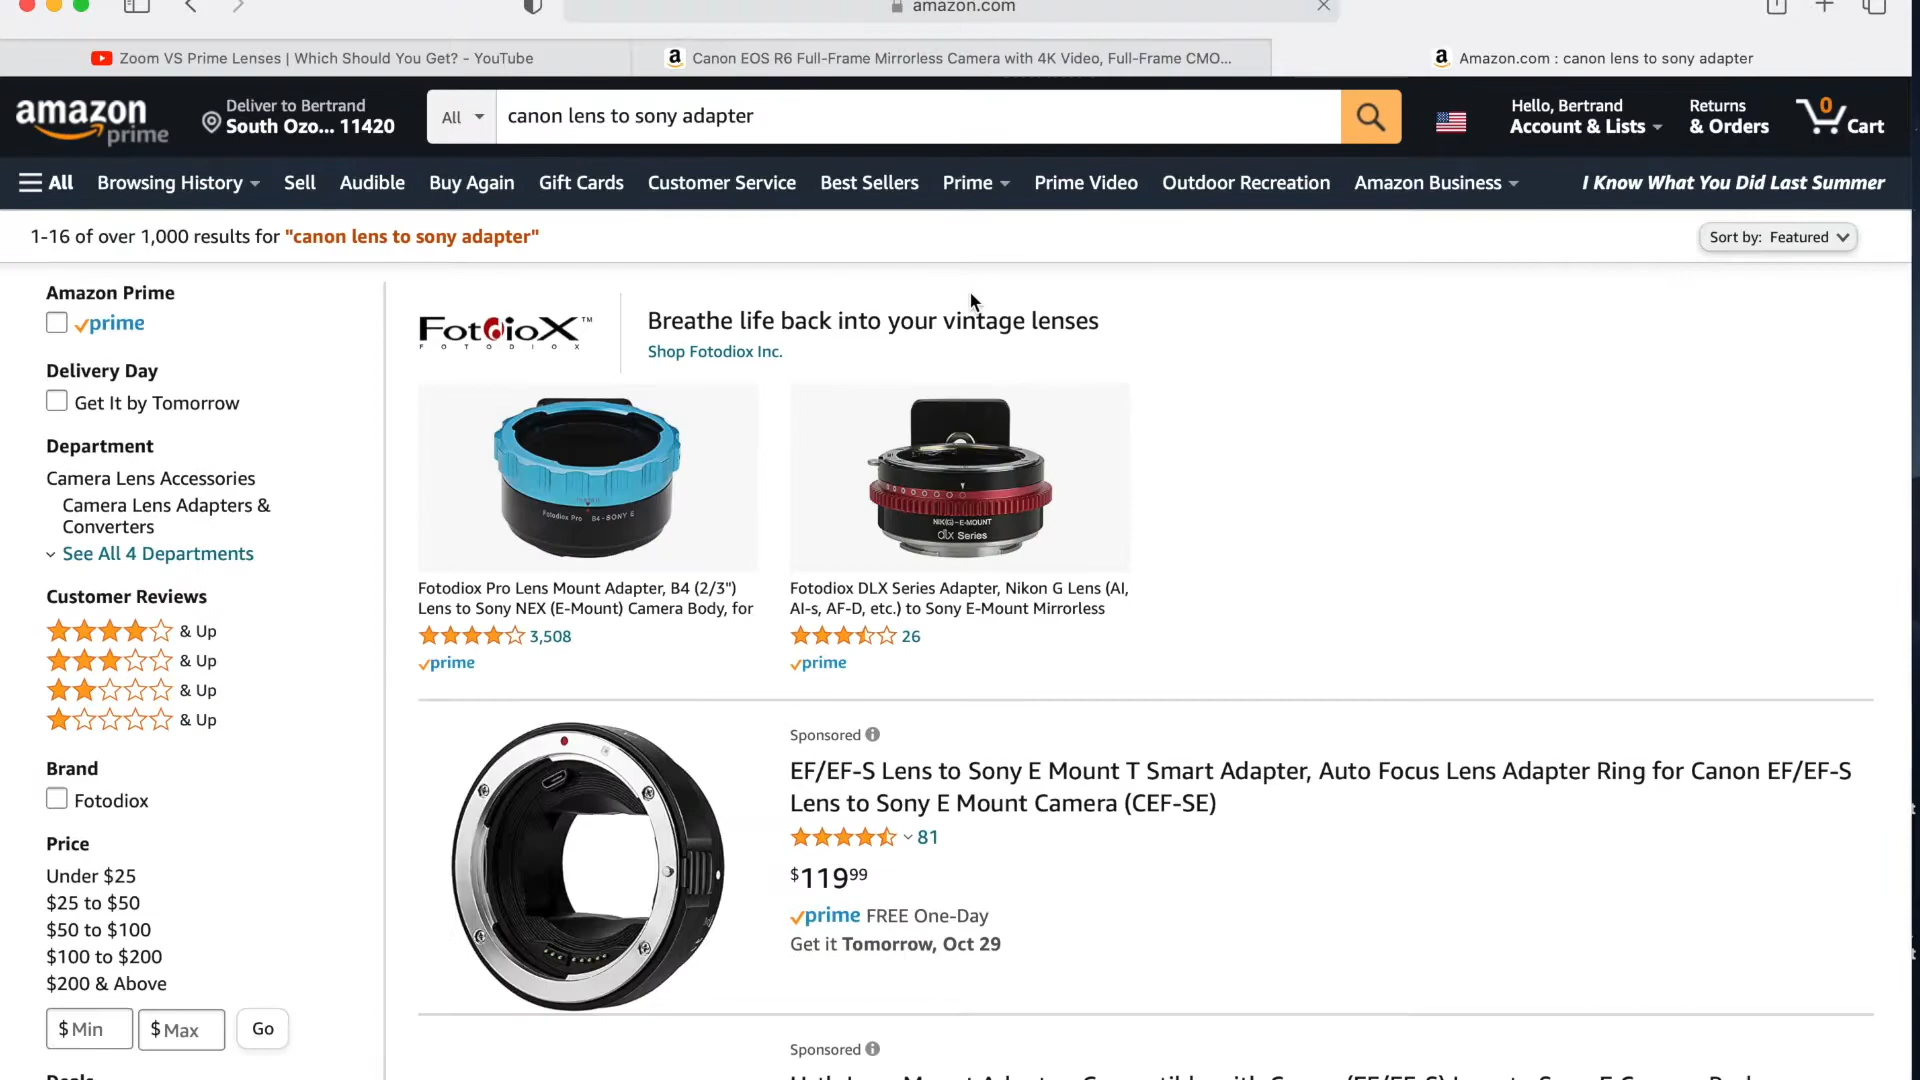 amazon.com
Zoom VS Prime Lenses | Which Should You Get? - YouTube
Canon EOS R6 Full-Frame Mirrorless Camera with 4K Video, Full-Frame CMO...
Amazon.com : canon lens to sony adapter
amazon prime
Deliver to Bertrand
South Ozo... 11420
All
canon lens to sony adapter
Hello, Bertrand
Account & Lists
Returns
& Orders
0
Cart
All
Browsing History
Sell
Audible
Buy Again
Gift Cards
Customer Service
Best Sellers
Prime
Prime Video
Outdoor Recreation
Amazon Business
I Know What You Did Last Summer
1-16 of over 1,000 results for "canon lens to sony adapter"
Sort by: Featured
Amazon Prime
prime
Delivery Day
Get It by Tomorrow
Department
Camera Lens Accessories
Camera Lens Adapters &
Converters
See All 4 Departments
Customer Reviews
& Up
& Up
& Up
& Up
Brand
Fotodiox
Price
Under $25
$25 to $50
$50 to $100
$100 to $200
$200 & Above
$ Min
$ Max
Go
FotodioX™
FOTODIOX
Breathe life back into your vintage lenses
Shop Fotodiox Inc.
Fotodiox Pro B4-SONY E
NIK(G)-E-MOUNT
dlx Series
Fotodiox Pro Lens Mount Adapter, B4 (2/3")
Lens to Sony NEX (E-Mount) Camera Body, for
3,508
prime
Fotodiox DLX Series Adapter, Nikon G Lens (AI,
AI-s, AF-D, etc.) to Sony E-Mount Mirrorless
26
prime
Sponsored
EF/EF-S Lens to Sony E Mount T Smart Adapter, Auto Focus Lens Adapter Ring for Canon EF/EF-S
Lens to Sony E Mount Camera (CEF-SE)
81
$119 99
prime FREE One-Day
Get it Tomorrow, Oct 29
Sponsored